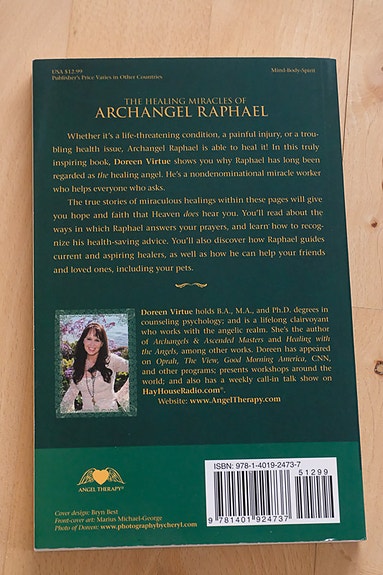 USA $12.99
Publisher's Price Varies in Other Countries
Mind-Body-Spirit
THE HEALING MIRACLES OF
ARCHANGEL RAPHAEL
Whether it's a life-threatening condition, a painful injury, or a trou-
bling health issue, Archangel Raphael is able to heal it! In this truly
inspiring book, Doreen Virtue shows you why Raphael has long been
regarded as the healing angel. He's a nondenominational miracle worker
who helps everyone who asks.
The true stories of miraculous healings within these pages will give
you hope and faith that Heaven does hear you. You'll read about the
ways in which Raphael answers your prayers, and learn how to recog-
nize his health-saving advice. You'll also discover how Raphael guides
current and aspiring healers, as well as how he can help your friends
and loved ones, including your pets.
Doreen Virtue holds B.A., M.A., and Ph.D. degrees in
counseling psychology; and is a lifelong clairvoyant
who works with the angelic realm. She's the author
of Archangels & Ascended Masters and Healing with
the Angels, among other works. Doreen has appeared
on Oprah, The View, Good Morning America, CNN,
and other programs; presents workshops around the
world; and also has a weekly call-in talk show on
HayHouseRadio.com®
Website: www.AngelTherapy.com
ANGEL THERAPY®
Cover design: Bryn Best
Front-cover art: Marius Michael-George
Photo of Doreen: www.photographybycheryl.com
ISBN: 978-1-4019-2473-7
51299
9 781401 924737